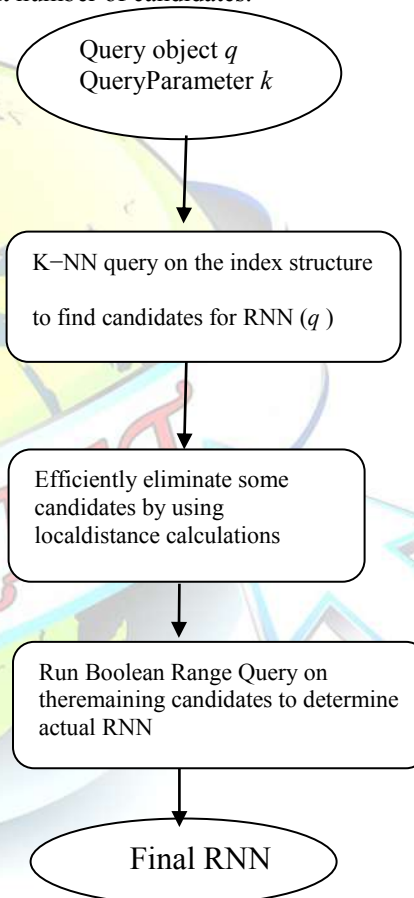 t number of candidates.
Query object q
QueryParameter k
K−NN query on the index structure
to find candidates for RNN (q )
Efficiently eliminate some
candidates by using
localdistance calculations
Run Boolean Range Query on
theremaining candidates to determine
actual RNN
Final RNN